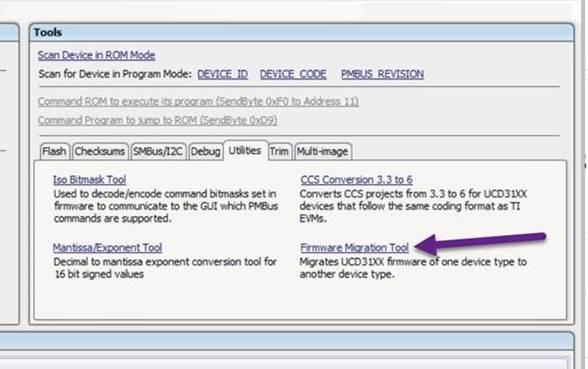 Tools
Scan Device in ROM Mode
Scan for Device in Program Mode: DEVICE_ID DEVICE_CODE PMBUS_REVISION
Command ROM to execute its program (SendByte 0xF0 to Address 11)
Command Program to jump to ROM (SendByte 0xD9)
Flash Checksums SMBus/I2C Debug Utilities Trim Multi-image
Iso Bitmask Tool
Used to decode/encode command bitmasks set in
firmware to communicate to the GUI which PMBus
commands are supported.
CCS Conversion 3.3 to 6
Converts CCS projects from 3.3 to 6 for UCD31XX
devices that follow the same coding format as TI
EVMs.
Mantissa/Exponent Tool
Decimal to mantissa exponent conversion tool for
16 bit signed values
Firmware Migration Tool
Migrates UCD31XX firmware of one device type to
another device type.